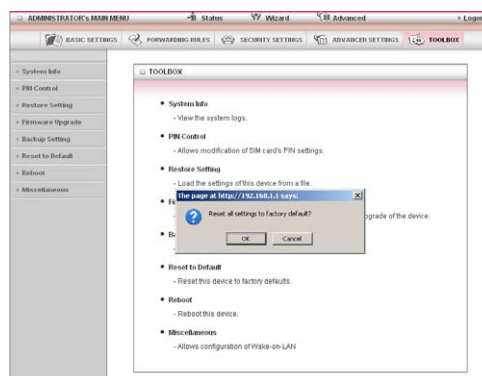 ADMINISTRATOR's MAIN MENU Status Wizard Advanced Logout
BASIC SETTINGS FORWARDING RULES SECURITY SETTINGS ADVANCED SETTINGS TOOLBOX
System Info
PIN Control
Restore Setting
Firmware Upgrade
Backup Setting
Reset to Default
Reboot
Miscellaneous
TOOLBOX
System Info
- View the system logs.
PIN Control
- Allows modification of SIM card's PIN settings.
Restore Setting
- Load the settings of this device from a file.
The page at http://192.168.1.1 says:
Reset all settings to factory default?
OK Cancel
pgrade of the device.
Reset to Default
- Reset this device to factory defaults.
Reboot
- Reboot this device.
Miscellaneous
- Allows configuration of Wake-on-LAN